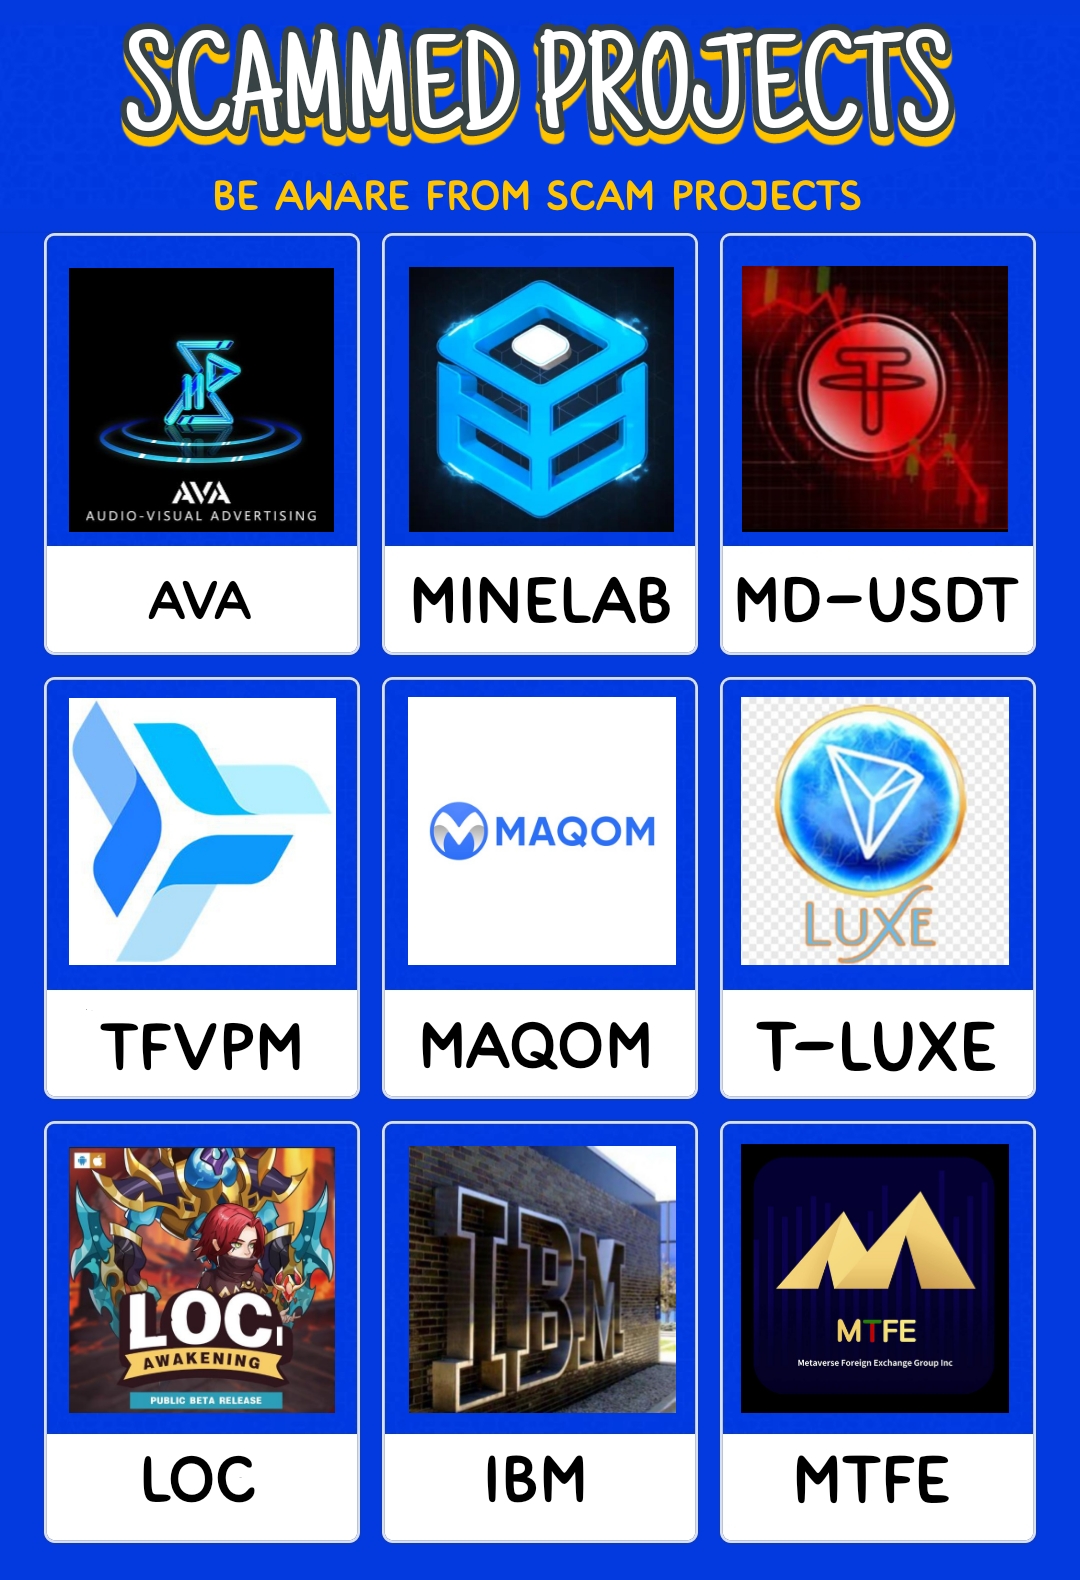 SCAMMED PROJECTS
BE AWARE FROM SCAM PROJECTS
AVA
AUDIO-VISUAL ADVERTISING
AVA
MINELAB
MD-USDT
TFVPM
MAQOM
MAQOM
LUXE
T-LUXE
LOC
AWAKENING
PUBLIC BETA RELEASE
LOC
IBM
IBM
MTFE
Metaverse Foreign Exchange Group Inc
MTFE